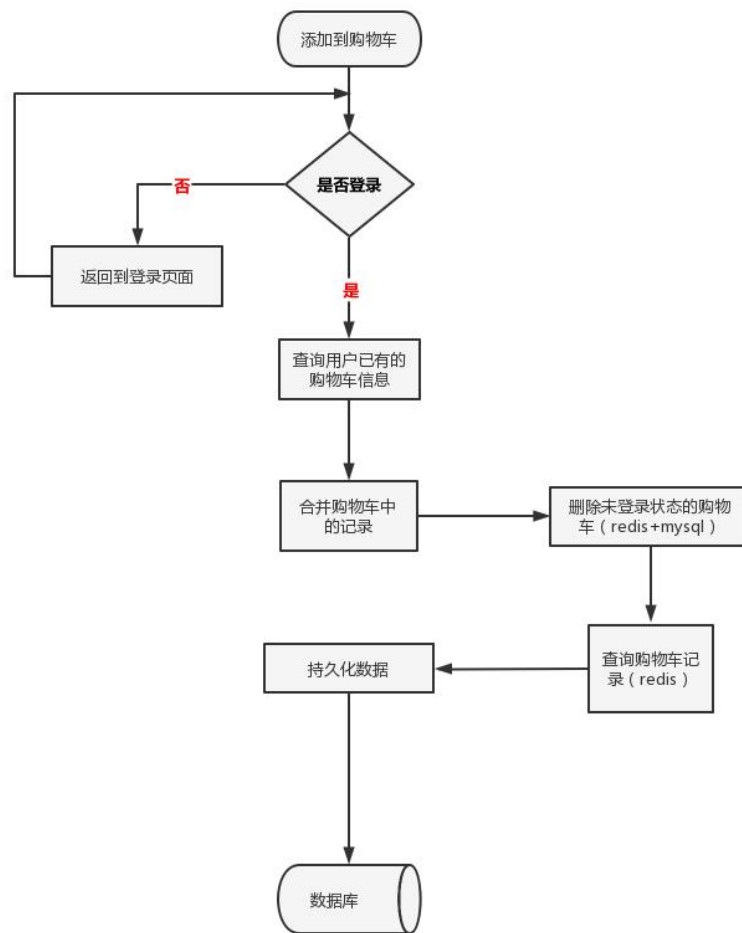 添加到购物车
是否登录
否
返回到登录页面
是
查询用户已有的
购物车信息
合并购物车中
的记录
删除未登录状态的购物
车（redis+mysql）
查询购物车记
录（redis）
持久化数据
数据库